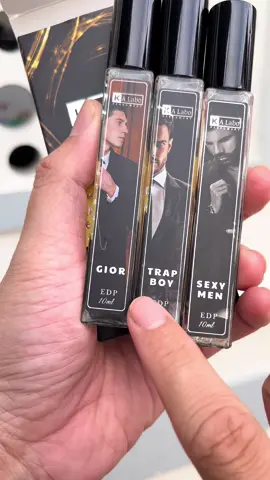 KA Labo
GIOR
EDP
10ml
KA Labo
TRAP
BOY
EDP
KA Labo
SEXY
MEN
EDP
10ml